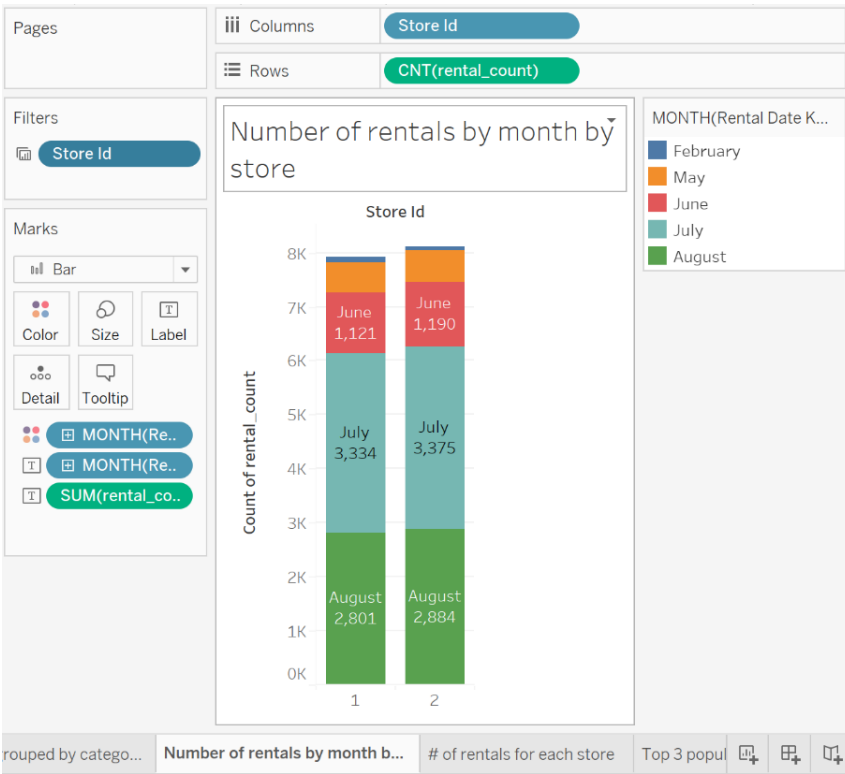 Pages
Columns
Store Id
Rows
CNT(rental_count)
Filters
Store Id
Marks
Bar
Color
Size
T
Label
Detail
Tooltip
MONTH(Re..
T
MONTH(Re..
T
SUM(rental_co..
Number of rentals by month by
store
Store Id
Count of rental_count
8K
7K
6K
5K
4K
3K
2K
1K
0K
June
1,121
June
1,190
July
3,334
July
3,375
August
2,801
August
2,884
1
2
MONTH(Rental Date K...
February
May
June
July
August
rouped by catego...
Number of rentals by month b...
# of rentals for each store
Top 3 popul